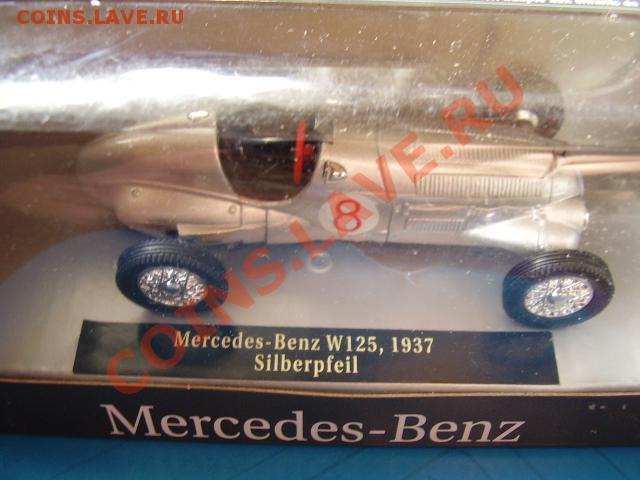 COINS.LAVE.RU
COINS.LAVE.RU
8
Mercedes-Benz W125, 1937
Silberpfeil
Mercedes-Benz